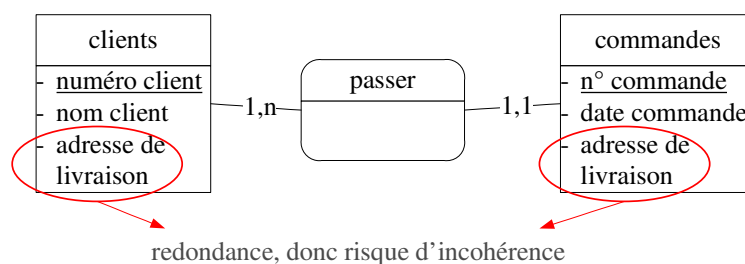 clients
- numéro client
- nom client
- adresse de
livraison
1,n
passer
1,1
commandes
- n° commande
- date commande
- adresse de
livraison
redondance, donc risque d’incohérence